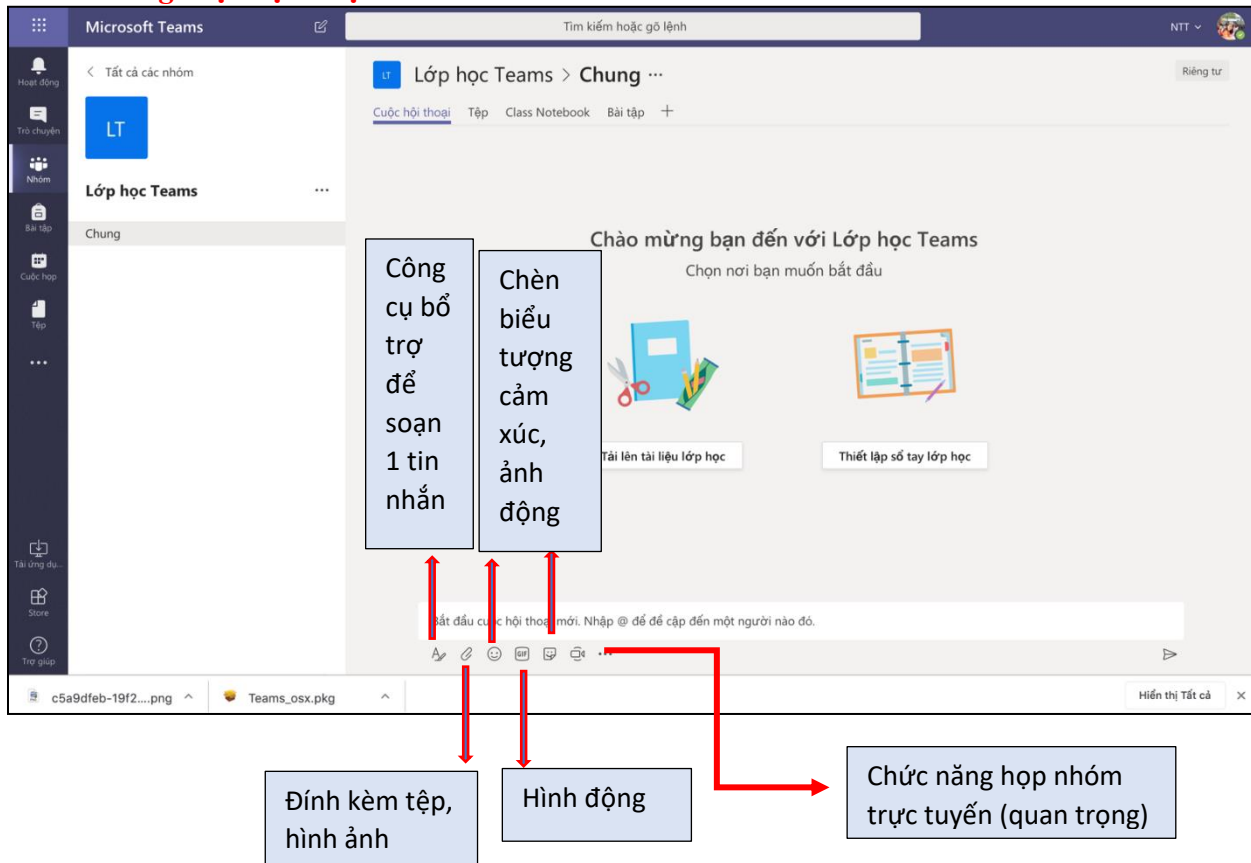 Microsoft Teams
Tìm kiếm hoặc gõ lệnh
NTT
Hoạt động
Trò chuyện
Nhóm
Bài tập
Cuộc họp
Tệp
Tải ứng dụ...
Store
Trợ giúp
Tất cả các nhóm
LT
Lớp học Teams ...
Chung
LT Lớp học Teams > Chung ...
Riêng tư
Cuộc hội thoại Tệp Class Notebook Bài tập +
Chào mừng bạn đến với Lớp học Teams
Chọn nơi bạn muốn bắt đầu
Tải lên tài liệu lớp học
Thiết lập sổ tay lớp học
Công
cụ bổ
trợ
để
soạn
1 tin
nhắn
Chèn
biểu
tượng
cảm
xúc,
ảnh
động
Bắt đầu cuộc hội thoại mới. Nhập @ để đề cập đến một người nào đó.
GIF
c5a9dfeb-19f2....png
Teams_osx.pkg
Hiển thị Tất cả
Đính kèm tệp,
hình ảnh
Hình động
Chức năng họp nhóm
trực tuyến (quan trọng)